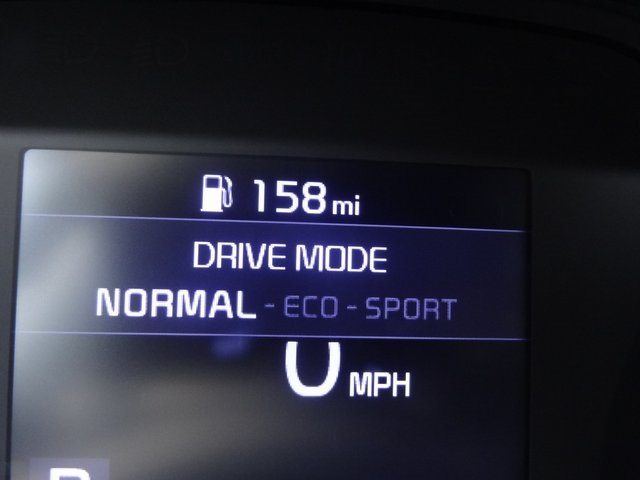 158 mi
DRIVE MODE
NORMAL - ECO - SPORT
0 MPH